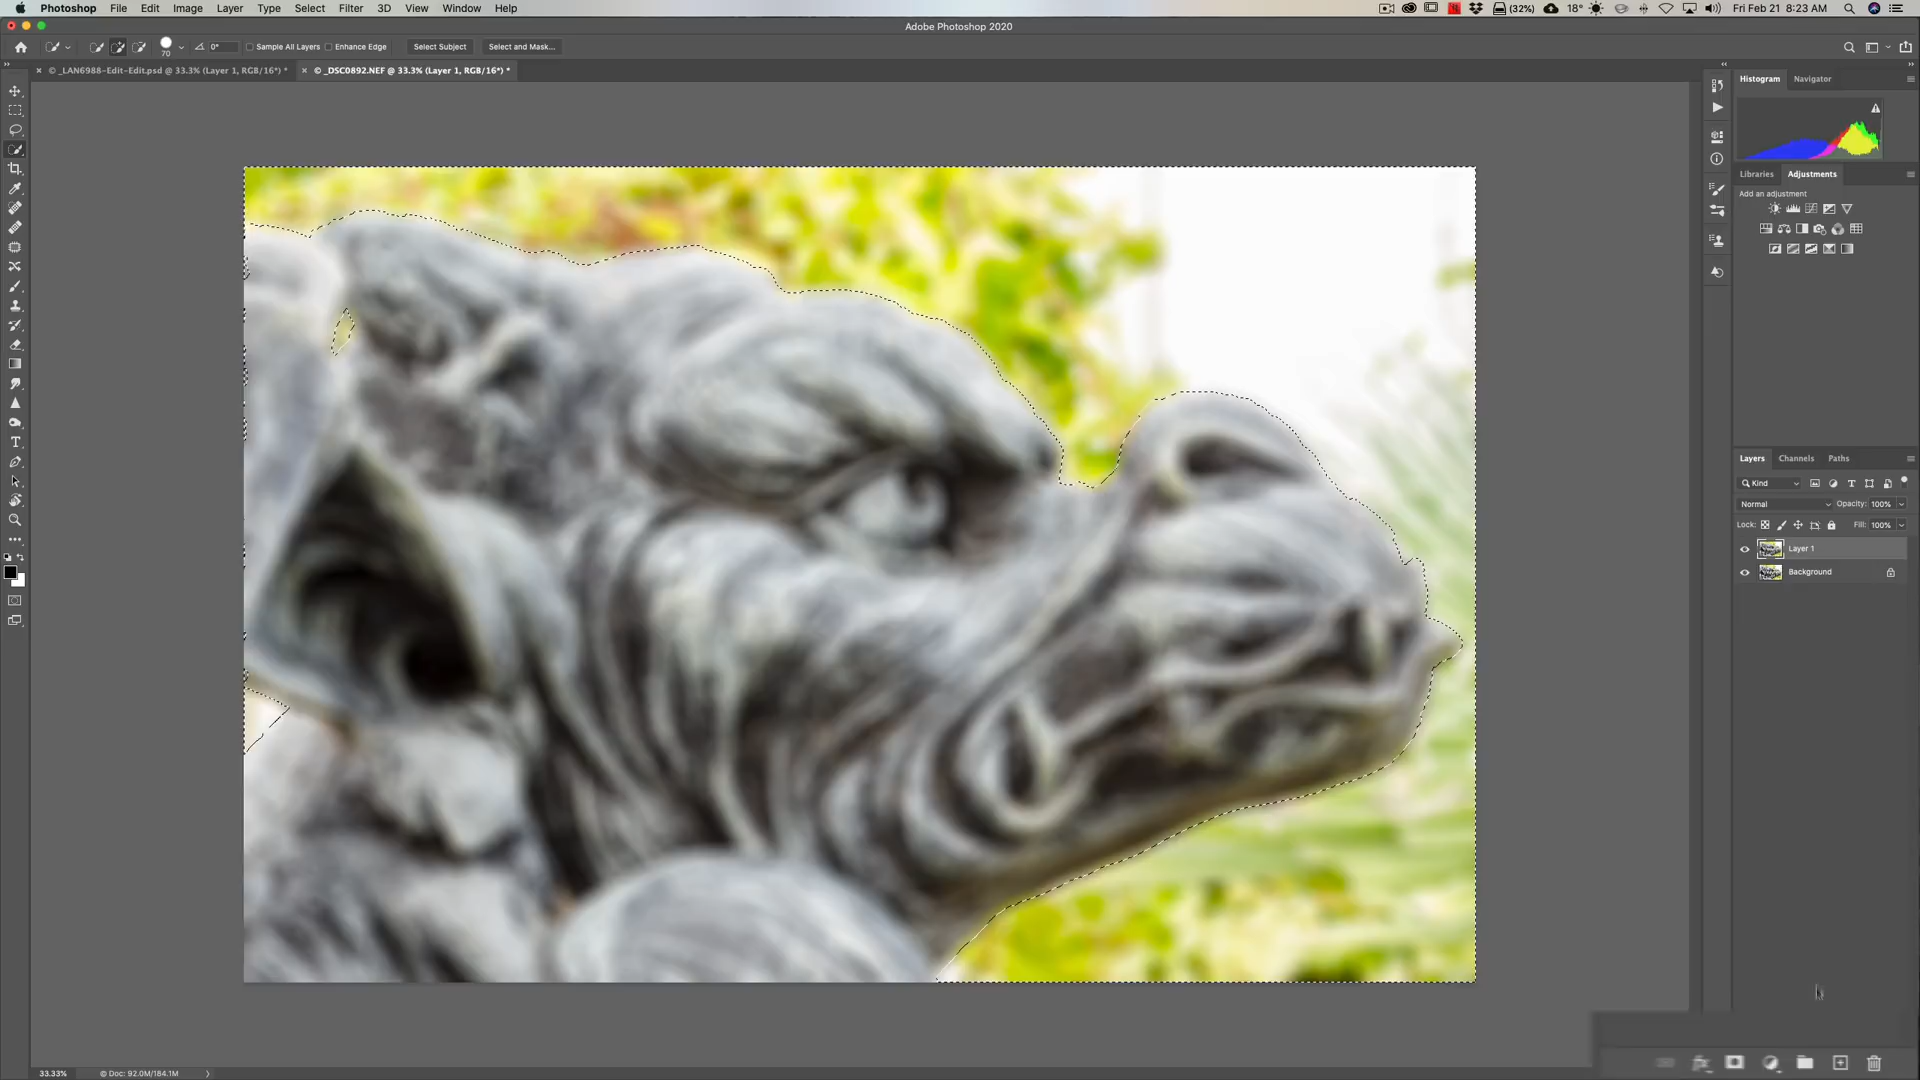 Photoshop File Edit Image Layer Type Select Filter 3D View Window Help (32%) 18° Fri Feb 21 8:23 AM
Adobe Photoshop 2020
70 0° Sample All Layers Enhance Edge Select Subject Select and Mask...
× © _LAN6988-Edit-Edit.psd @ 33.3% (Layer 1, RGB/16*) * × © _DSC0892.NEF @ 33.3% (Layer 1, RGB/16*) *
Histogram Navigator
Libraries Adjustments
Add an adjustment
Layers Channels Paths
Kind
Normal Opacity: 100%
Lock: Fill: 100%
Layer 1
Background
33.33% © Doc: 92.0M/184.1M